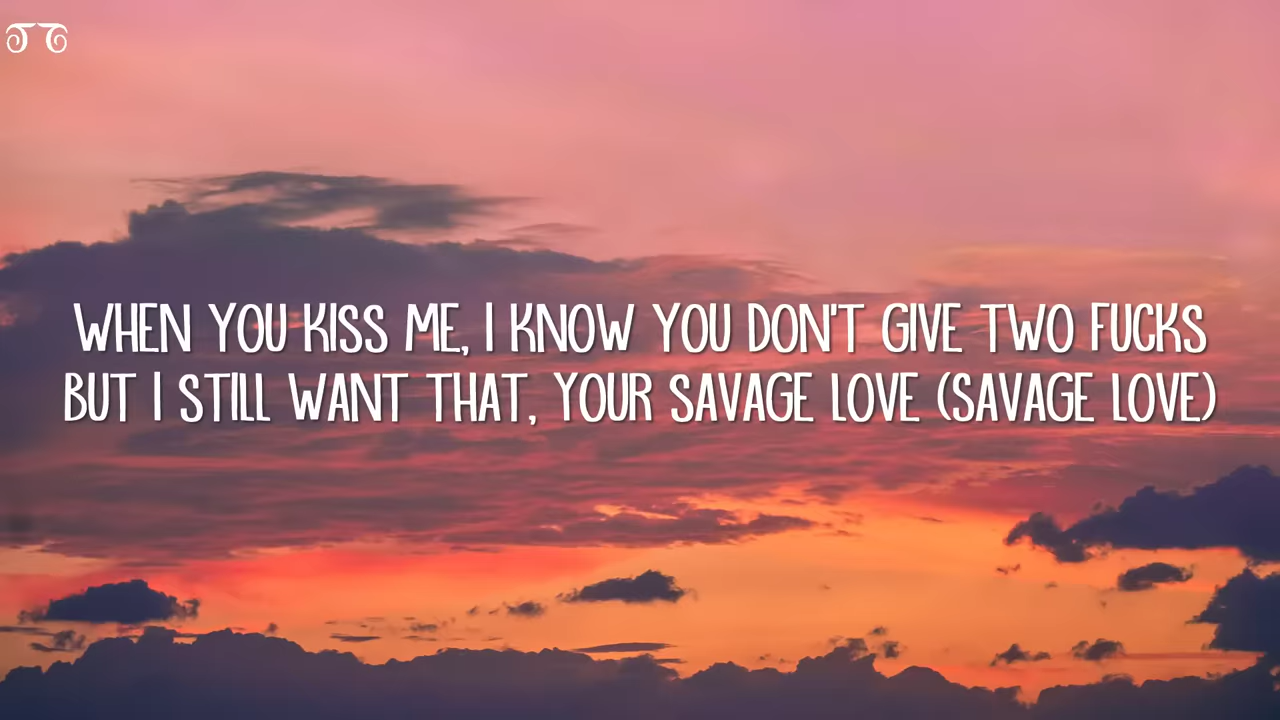 WHEN YOU KISS ME, I KNOW YOU DON'T GIVE TWO FUCKS
BUT I STILL WANT THAT, YOUR SAVAGE LOVE (SAVAGE LOVE)